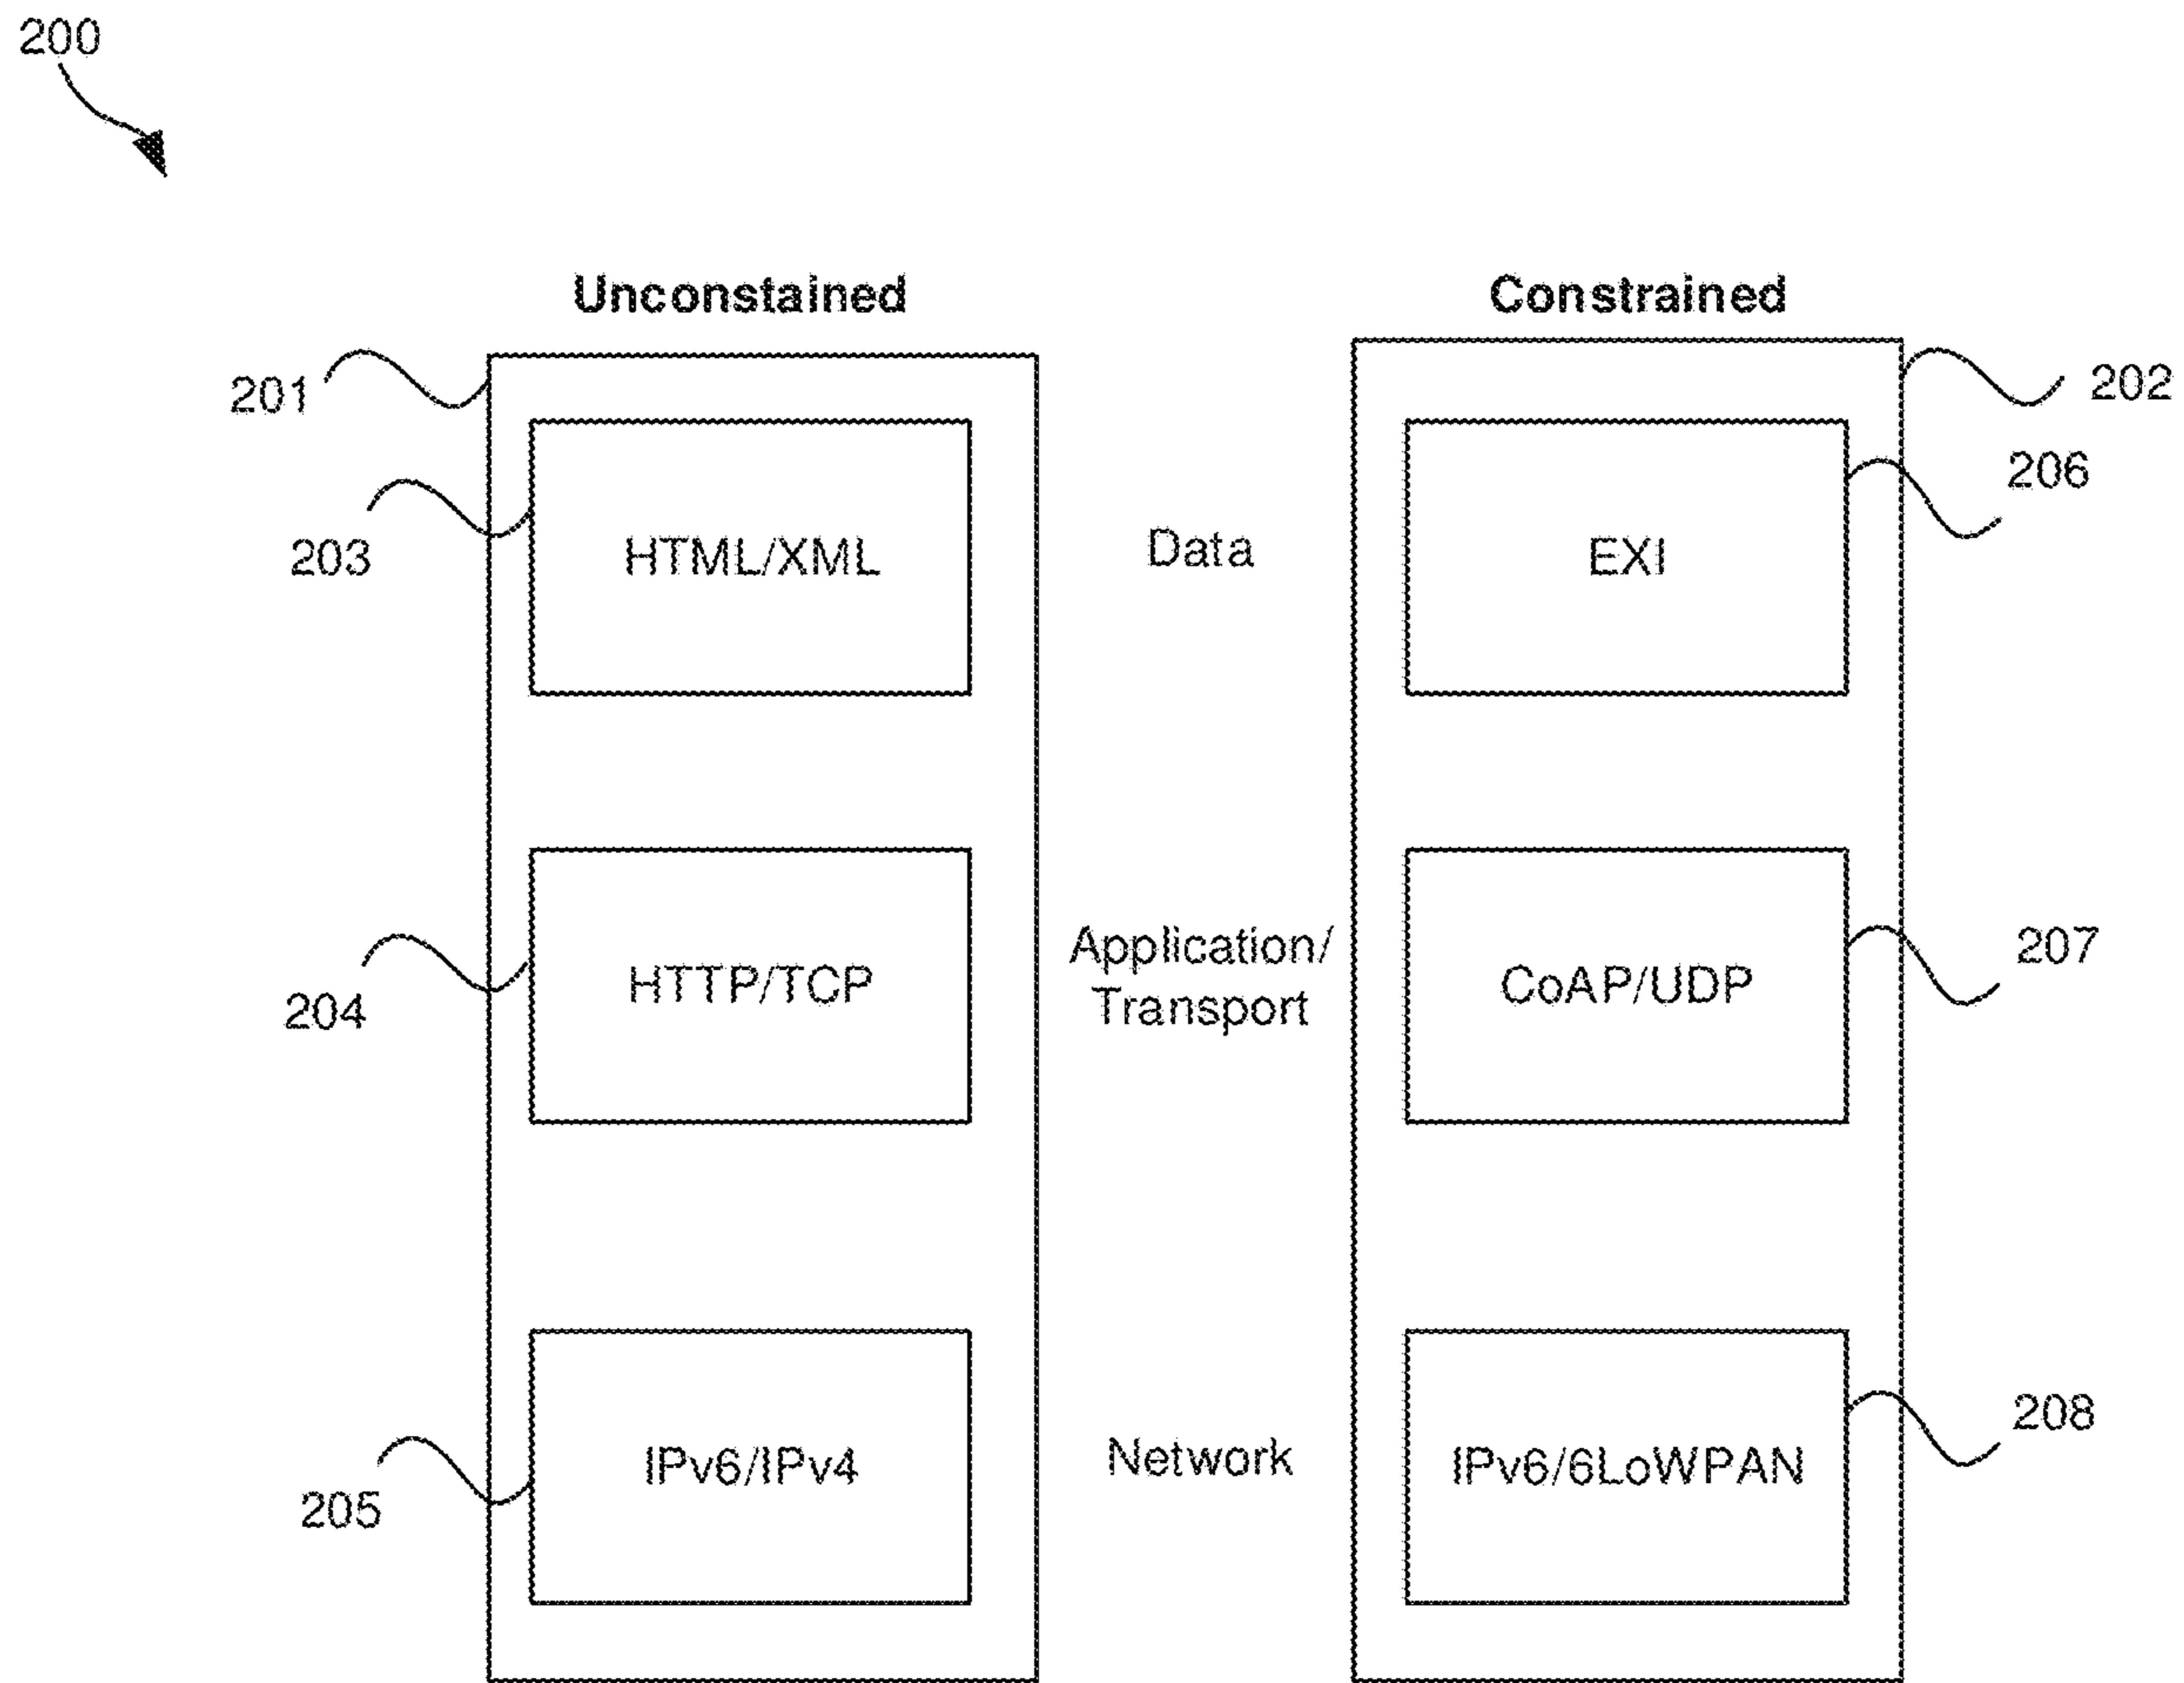 200
Unconstained
Constrained
201
202
203
HTML/XML
Data
EXI
206
204
HTTP/TCP
Application/
Transport
CoAP/UDP
207
205
IPv6/IPv4
Network
IPv6/6LoWPAN
208